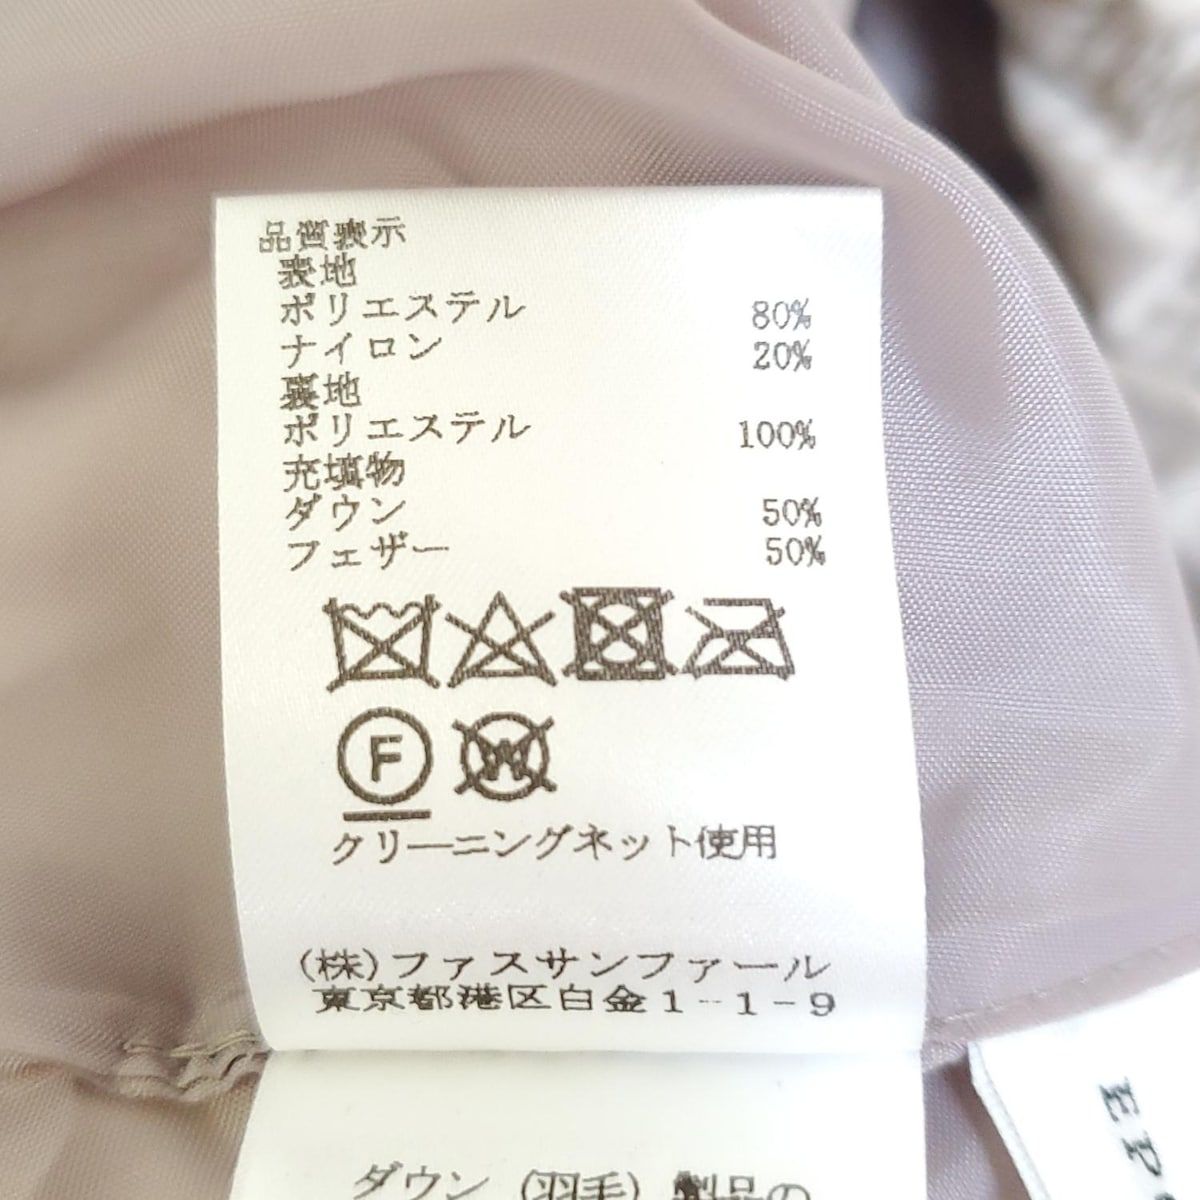 品質表示
表地
ポリエステル 80%
ナイロン 20%
裏地
ポリエステル 100%
充填物
ダウン 50%
フェザー 50%
F W
クリーニングネット使用
(株)ファスサンファール
東京都港区白金1-1-9
ダウン (羽毛) 製品の
EP